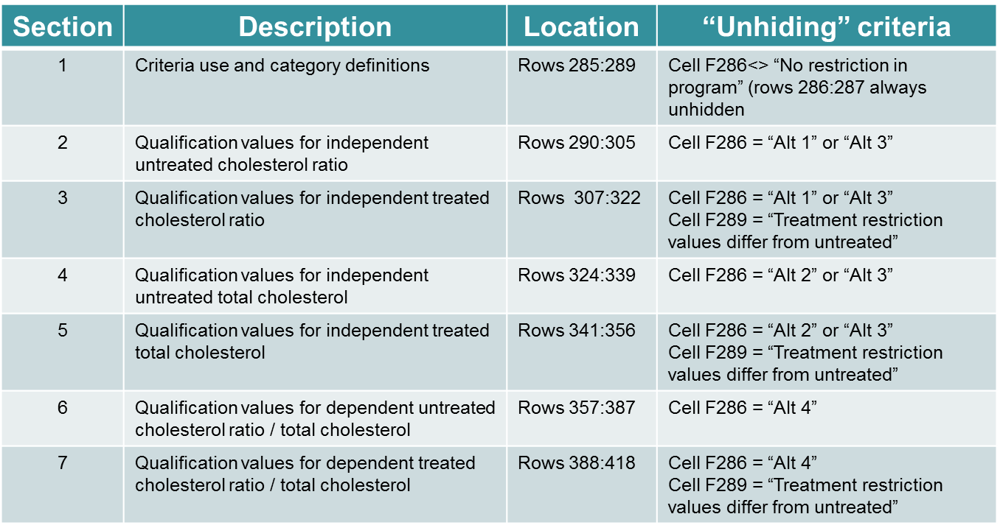 Section Description Location “Unhiding” criteria
1 Criteria use and category definitions Rows 285:289 Cell F286<> “No restriction in
program” (rows 286:287 always
unhidden
2 Qualification values for independent Rows 290:305 Cell F286 = “Alt 1” or “Alt 3”
untreated cholesterol ratio
3 Qualification values for independent treated Rows 307:322 Cell F286 = “Alt 1” or “Alt 3”
cholesterol ratio Cell F289 = “Treatment restriction
values differ from untreated”
4 Qualification values for independent Rows 324:339 Cell F286 = “Alt 2” or “Alt 3”
untreated total cholesterol
5 Qualification values for independent treated Rows 341:356 Cell F286 = “Alt 2” or “Alt 3”
total cholesterol Cell F289 = “Treatment restriction
values differ from untreated”
6 Qualification values for dependent untreated Rows 357:387 Cell F286 = “Alt 4”
cholesterol ratio / total cholesterol
7 Qualification values for dependent treated Rows 388:418 Cell F286 = “Alt 4”
cholesterol ratio / total cholesterol Cell F289 = “Treatment restriction
values differ from untreated”